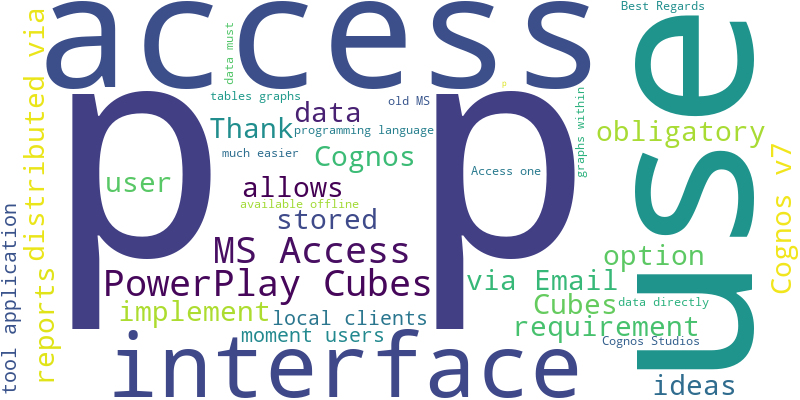 access
Best Regards
p p
use
data must
tables graphs
old MS
data
Thank
programming language
much easier
Cognos
user
allows
available offline
stored
MS Access
PowerPlay Cubes
implement
local clients
moment users
interface
Access one
graphs within
obligatory
option
via Email
Cubes
data directly
requirement
Cognos Studios
ideas
Cognos v7
tool application
reports distributed via